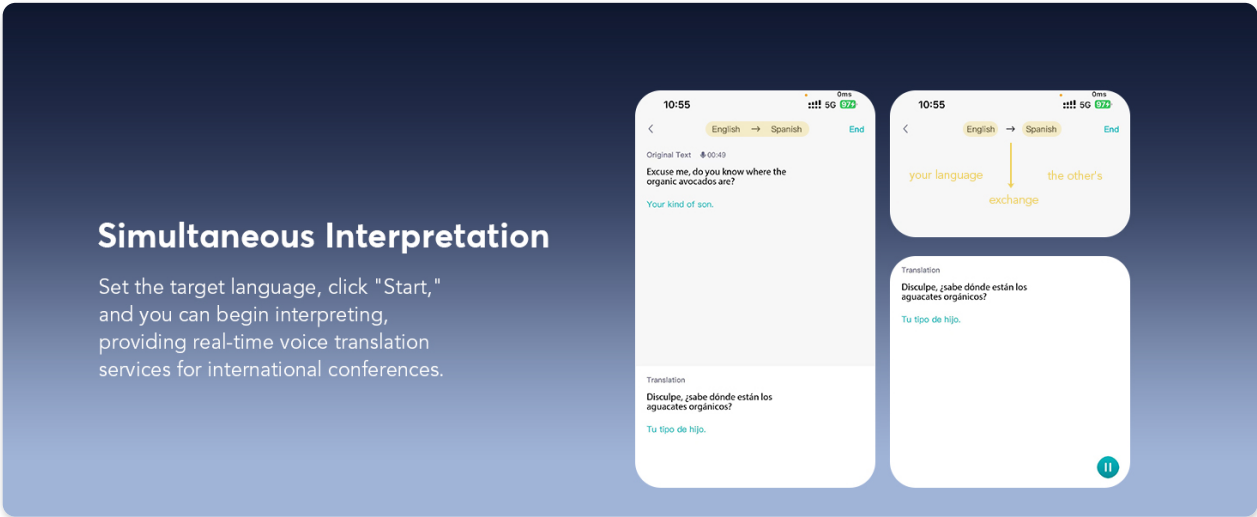 Simultaneous Interpretation
Set the target language, click "Start,"
and you can begin interpreting,
providing real-time voice translation
services for international conferences.
0ms
10:55
5G 97
English → Spanish
End
Original Text 00:49
Excuse me, do you know where the
organic avocados are?
Your kind of son.
Translation
Disculpe, ¿sabe dónde están los
aguacates orgánicos?
Tu tipo de hijo.
0ms
10:55
5G 97
English → Spanish
End
your language
the other's
exchange
Translation
Disculpe, ¿sabe dónde están los
aguacates orgánicos?
Tu tipo de hijo.